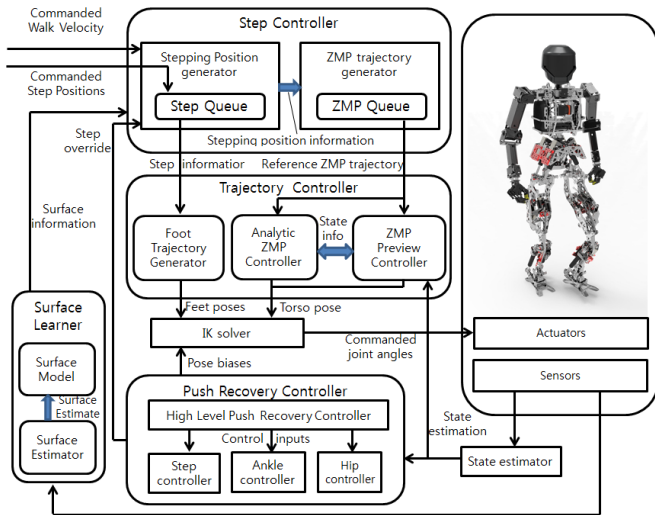 Commanded
Walk Velocity
Commanded
Step Positions
Step Controller
Stepping Position
generator
Step Queue
ZMP trajectory
generator
ZMP Queue
Stepping position information
Step
override
Surface
information
Step informatior
Reference ZMP trajectory
Trajectory Controller
Foot
Trajectory
Generator
Analytic
ZMP
Controller
State
info
ZMP
Preview
Controller
Feet poses
Torso pose
IK solver
Commanded
joint angles
Pose biases
Actuators
Sensors
Surface
Learner
Surface
Model
Surface
Estimate
Surface
Estimator
Push Recovery Controller
High Level Push Recovery Controller
Control inputs
Step
controller
Ankle
controller
Hip
controller
State
estimation
State estimator